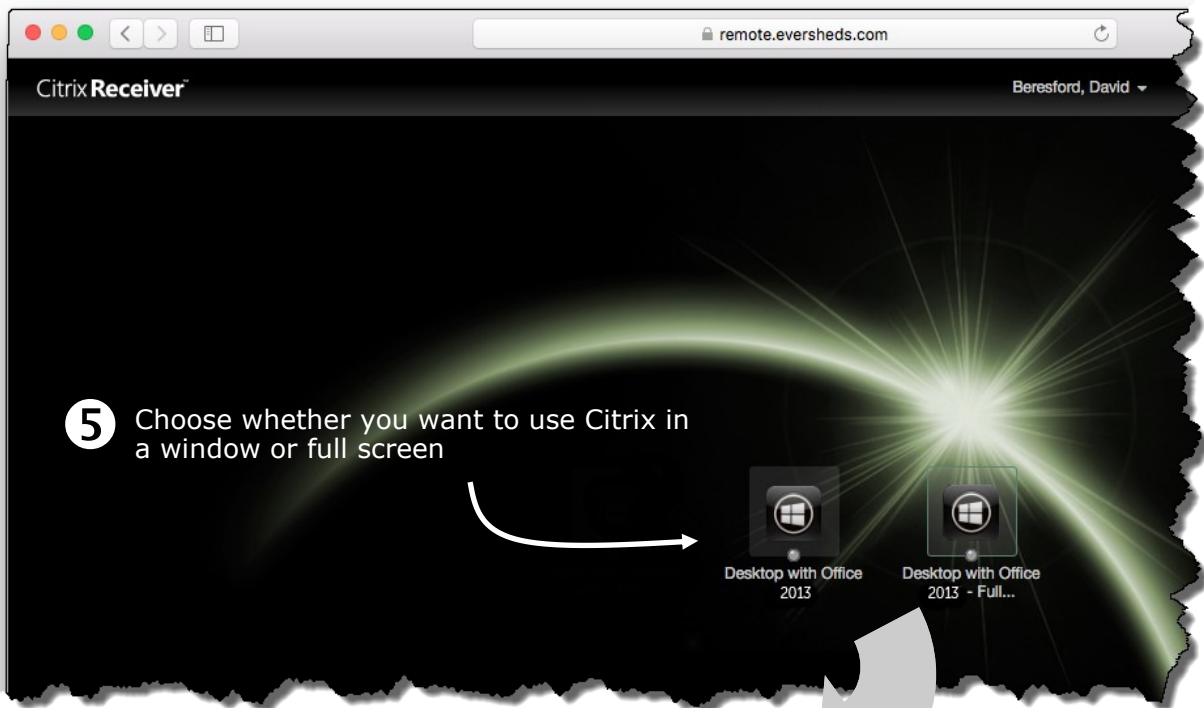 remote.eversheds.com
Citrix Receiver™
Beresford, David
5 Choose whether you want to use Citrix in
a window or full screen
Desktop with Office
2013
Desktop with Office
2013 - Full...